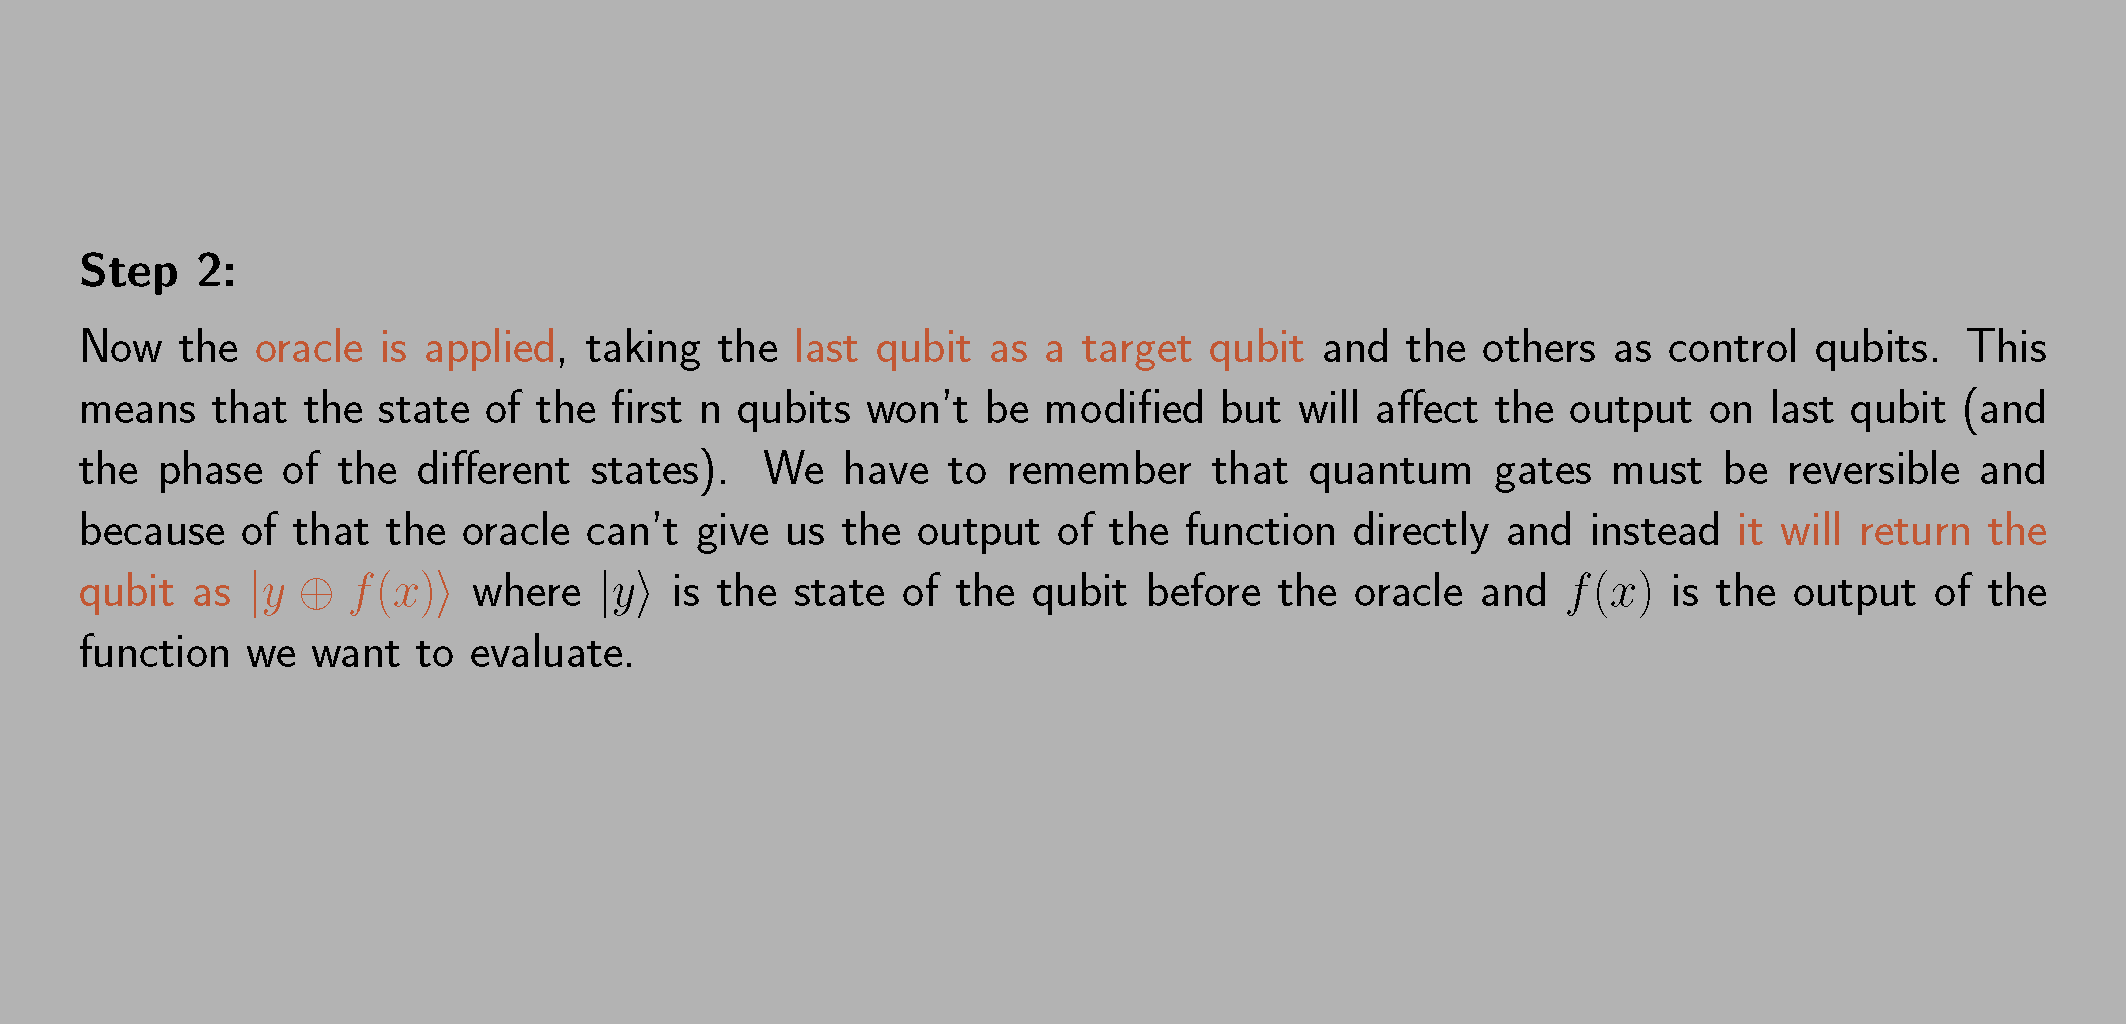 Step 2:
Now the oracle is applied, taking the last qubit as a target qubit and the others as control qubits. This
means that the state of the first n qubits won't be modified but will affect the output on last qubit (and
the phase of the different states). We have to remember that quantum gates must be reversible and
because of that the oracle can't give us the output of the function directly and instead it will return the
qubit as |y ⊕ f(x)⟩ where |y⟩ is the state of the qubit before the oracle and f(x) is the output of the
function we want to evaluate.